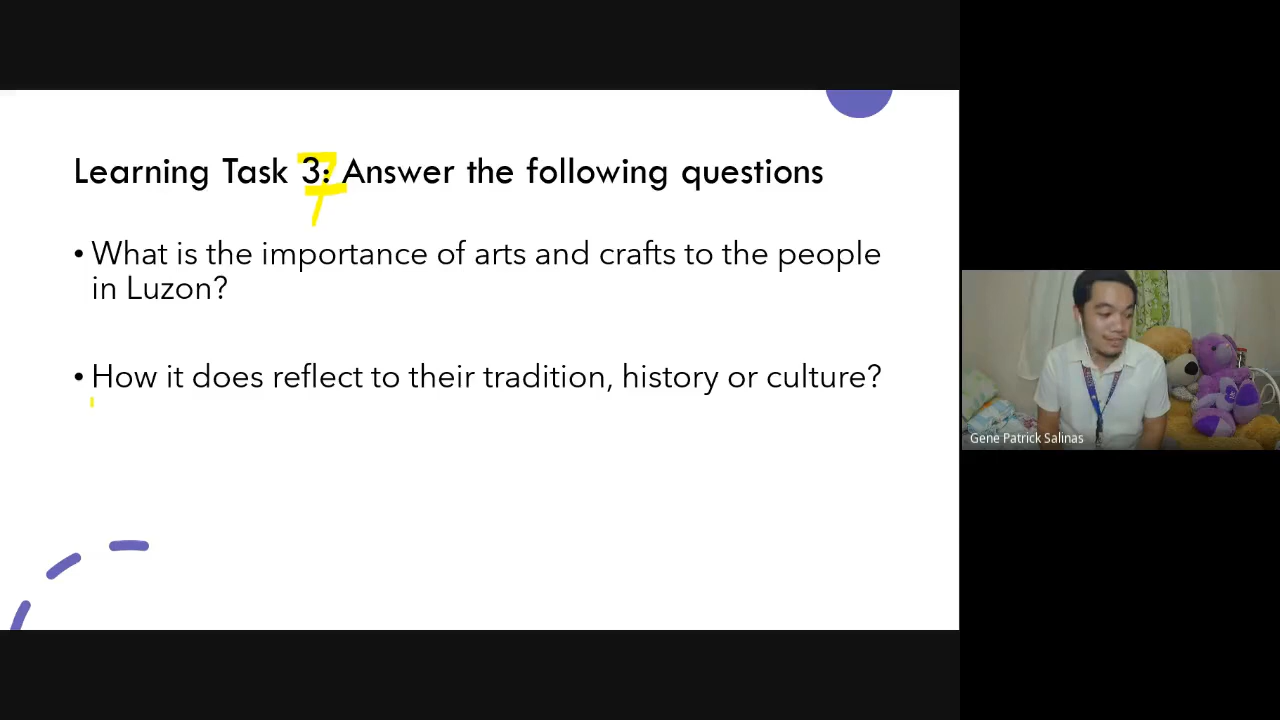 Learning Task 3: Answer the following questions
• What is the importance of arts and crafts to the people
in Luzon?
• How it does reflect to their tradition, history or culture?
Gene Patrick Salinas